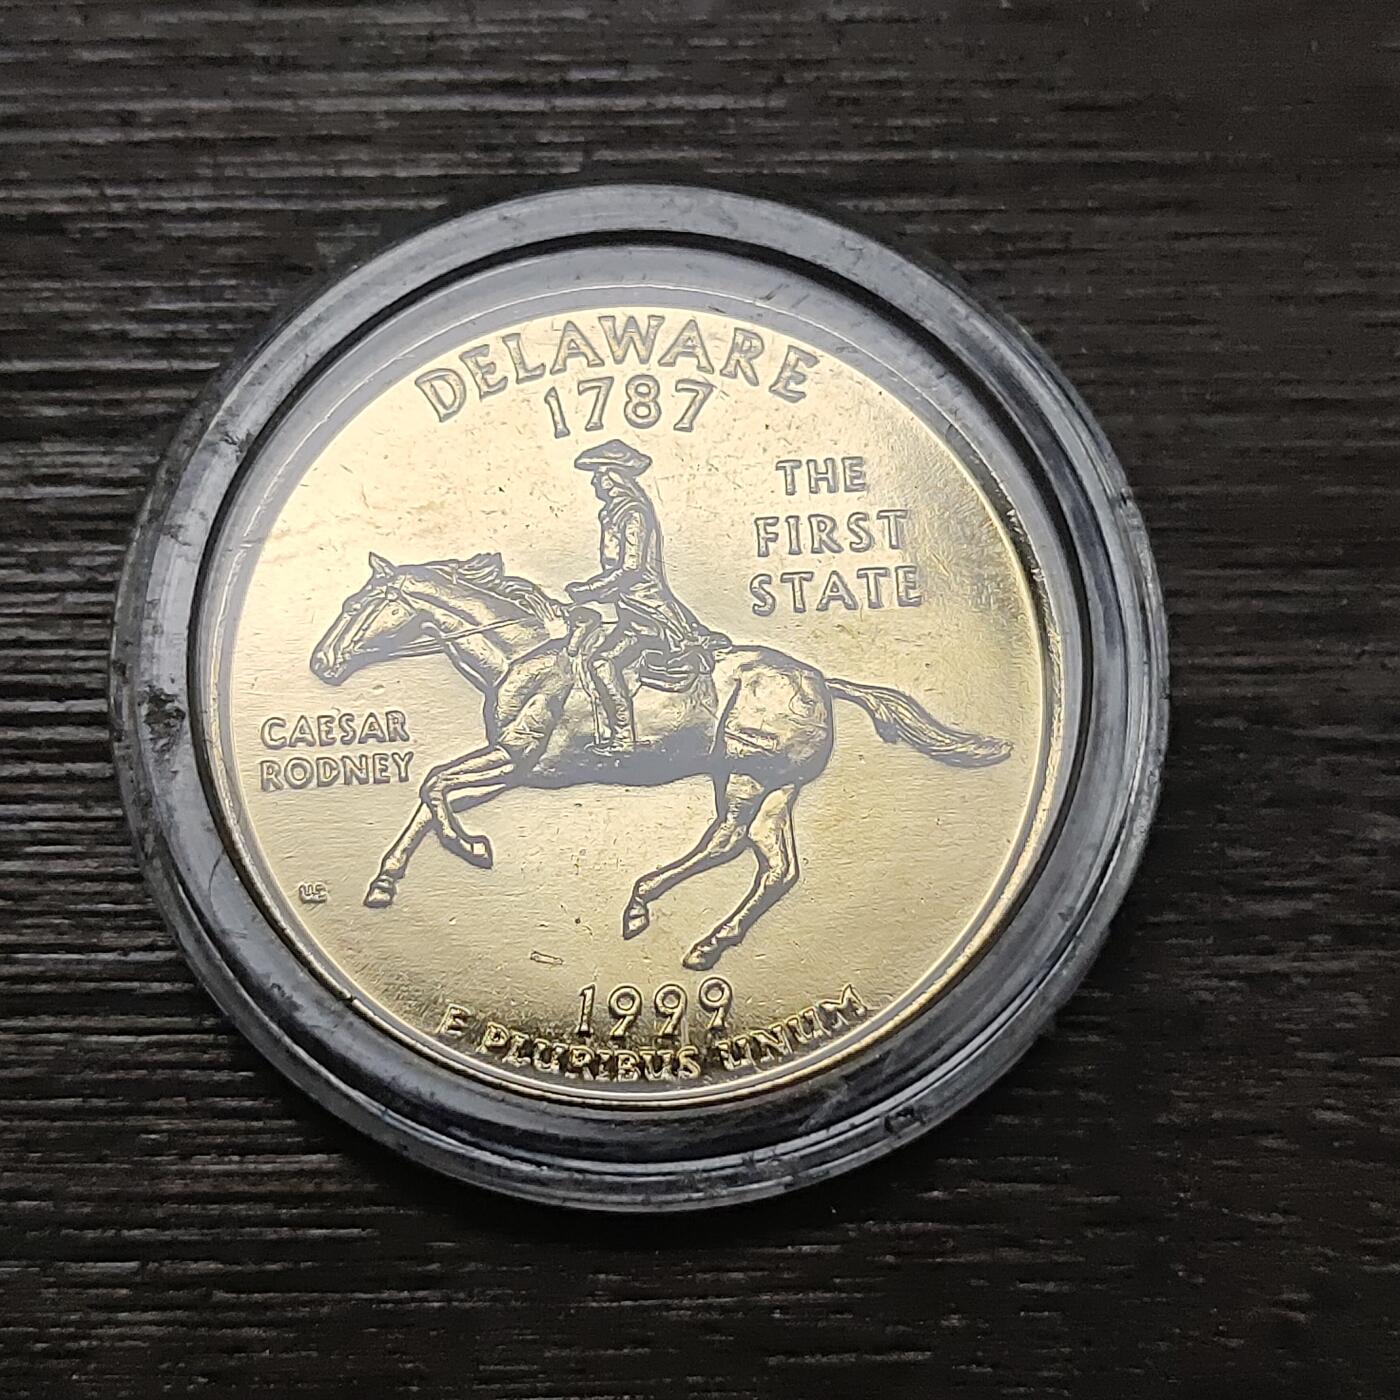 DELAWARE
1787
THE
FIRST
STATE
CAESAR
RODNEY
1999
E PLURIBUS UNUM